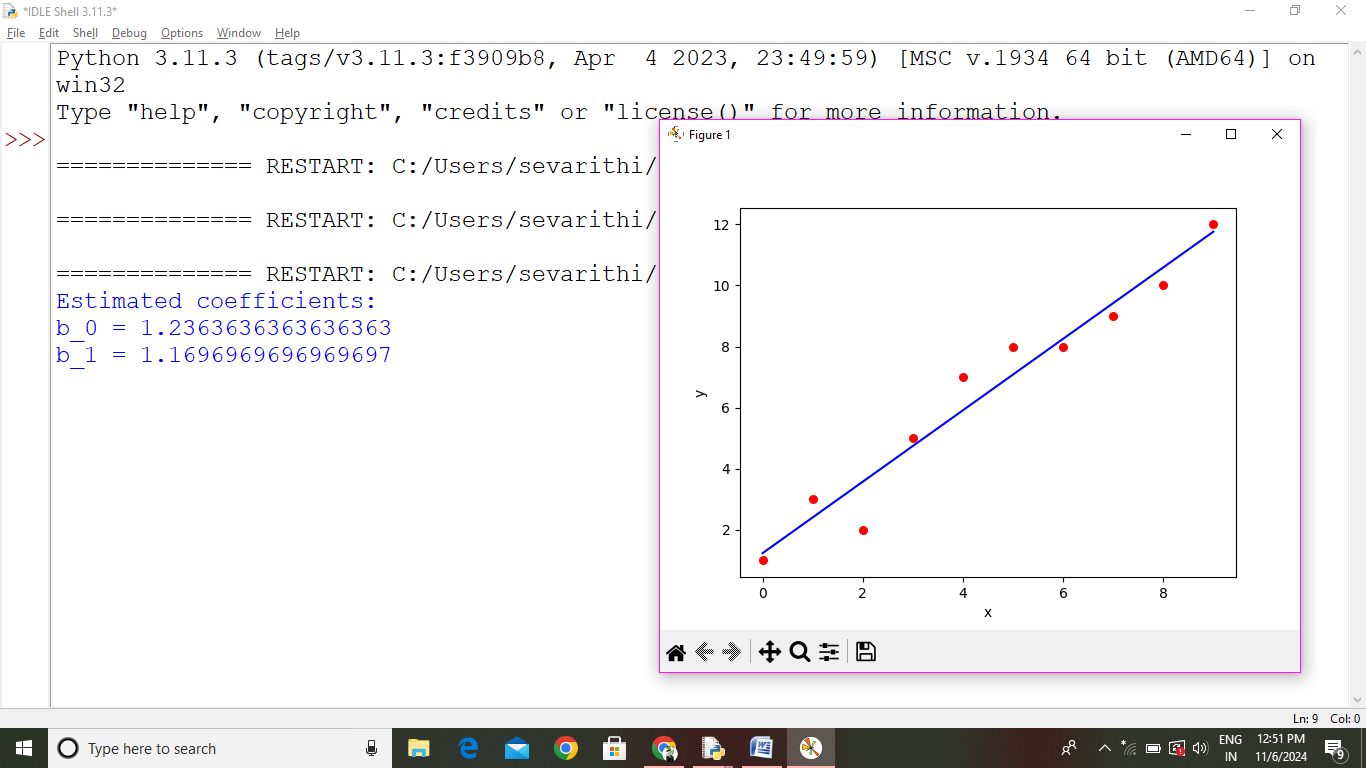 *IDLE Shell 3.11.3*
File Edit Shell Debug Options Window Help
Python 3.11.3 (tags/v3.11.3:f3909b8, Apr  4 2023, 23:49:59) [MSC v.1934 64 bit (AMD64)] on
win32
Type "help", "copyright", "credits" or "license()" for more information.
>>>
============== RESTART: C:/Users/sevarithi/
============== RESTART: C:/Users/sevarithi/
============== RESTART: C:/Users/sevarithi/
Estimated coefficients:
b_0 = 1.2363636363636363
b_1 = 1.1696969696969697
Figure 1
12
10
8
6
4
2
y
0 2 4 6 8
x
Ln: 9 Col: 0
Type here to search
ENG
IN
12:51 PM
11/6/2024
9